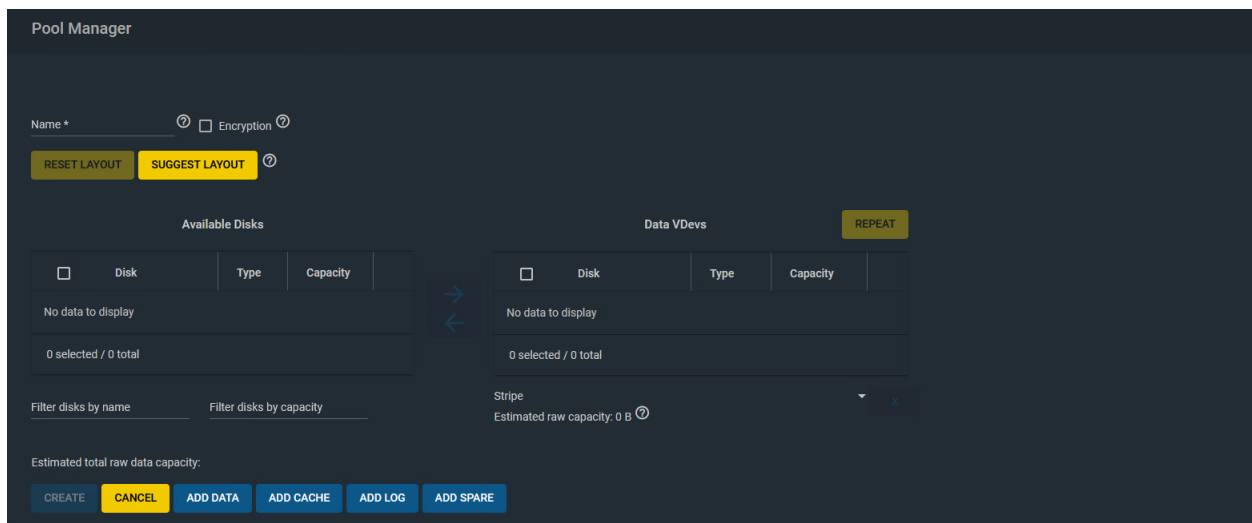 Pool Manager
Name * Encryption
RESET LAYOUT SUGGEST LAYOUT
Available Disks Data VDevs REPEAT
Disk Type Capacity Disk Type Capacity
No data to display No data to display
0 selected / 0 total 0 selected / 0 total
Filter disks by name Filter disks by capacity Stripe X
Estimated raw capacity: 0 B
Estimated total raw data capacity:
CREATE CANCEL ADD DATA ADD CACHE ADD LOG ADD SPARE